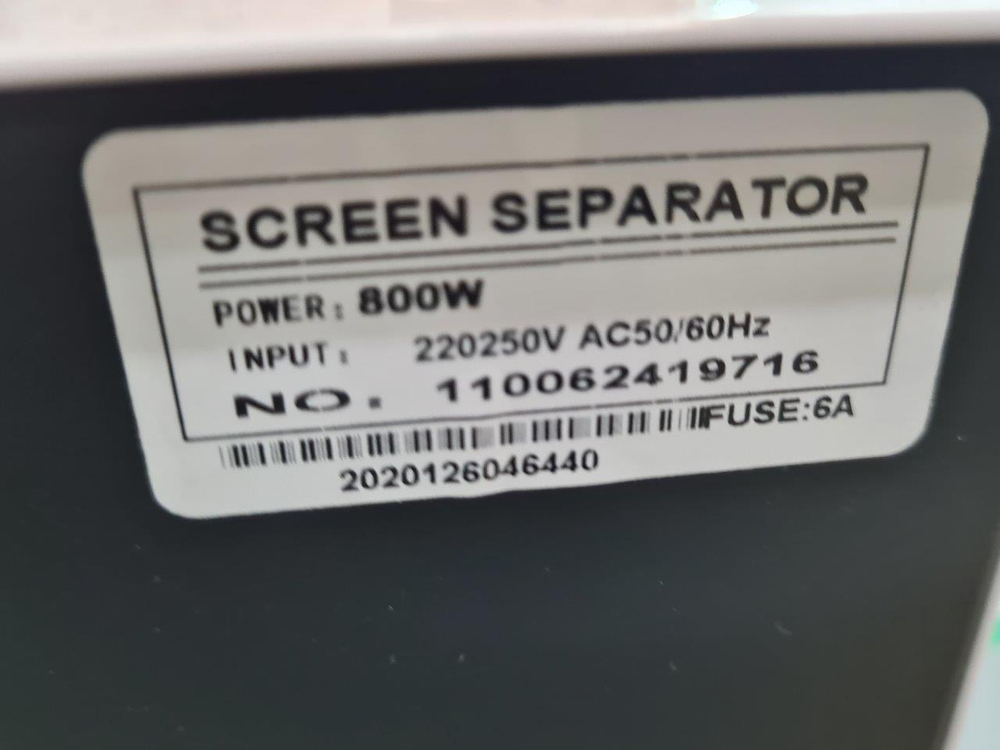 SCREEN SEPARATOR
POWER: 800W
INPUT: 220250V AC50/60Hz
NO. 110062419716
FUSE:6A
2020126046440